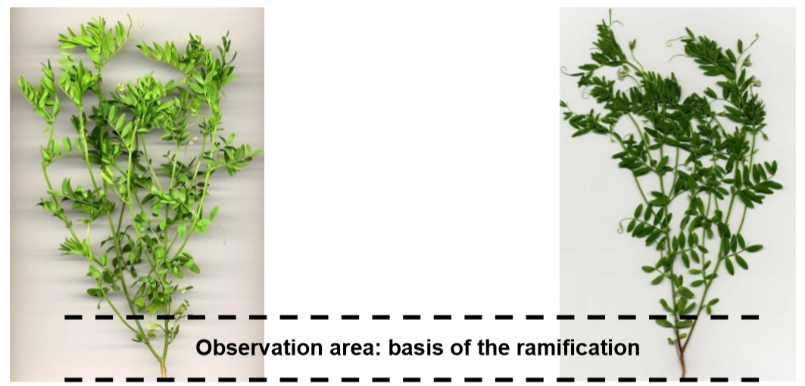 Observation area: basis of the ramification